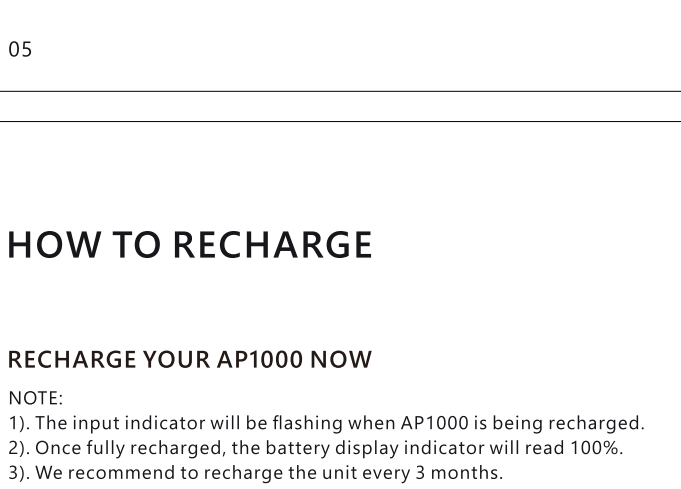 05
HOW TO RECHARGE
RECHARGE YOUR AP1000 NOW
NOTE:
1). The input indicator will be flashing when AP1000 is being recharged.
2). Once fully recharged, the battery display indicator will read 100%.
3). We recommend to recharge the unit every 3 months.